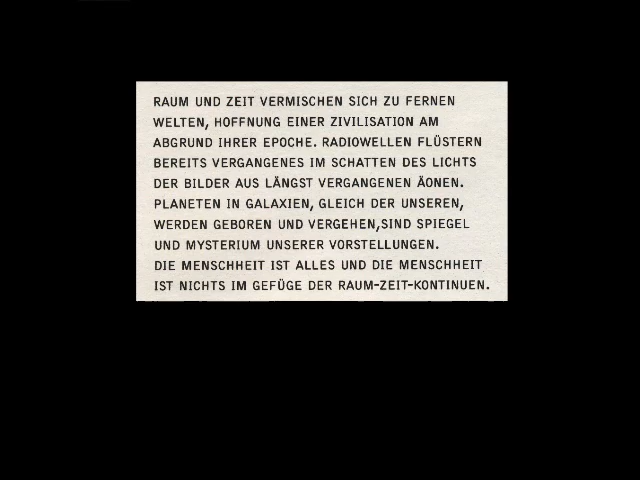 RAUM UND ZEIT VERMISCHEN SICH ZU FERNEN
WELTEN, HOFFNUNG EINER ZIVILISATION AM
ABGRUND IHRER EPOCHE. RADIOWELLEN FLÜSTERN
BEREITS VERGANGENES IM SCHATTEN DES LICHTS
DER BILDER AUS LÄNGST VERGANGENEN ÄONEN.
PLANETEN IN GALAXIEN, GLEICH DER UNSEREN,
WERDEN GEBOREN UND VERGEHEN,SIND SPIEGEL
UND MYSTERIUM UNSERER VORSTELLUNGEN.
DIE MENSCHHEIT IST ALLES UND DIE MENSCHHEIT
IST NICHTS IM GEFÜGE DER RAUM-ZEIT-KONTINUEN.